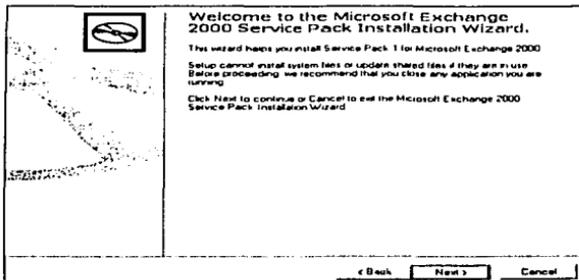 Welcome to the Microsoft Exchange
2000 Service Pack Installation Wizard.
This wizard helps you install Service Pack 1 for Microsoft Exchange 2000
Setup cannot install system files or update shared files if they are in use
Before proceeding, we recommend that you close any application you are
running
Click Next to continue or Cancel to exit the Microsoft Exchange 2000
Service Pack Installation Wizard
< Back
Next >
Cancel